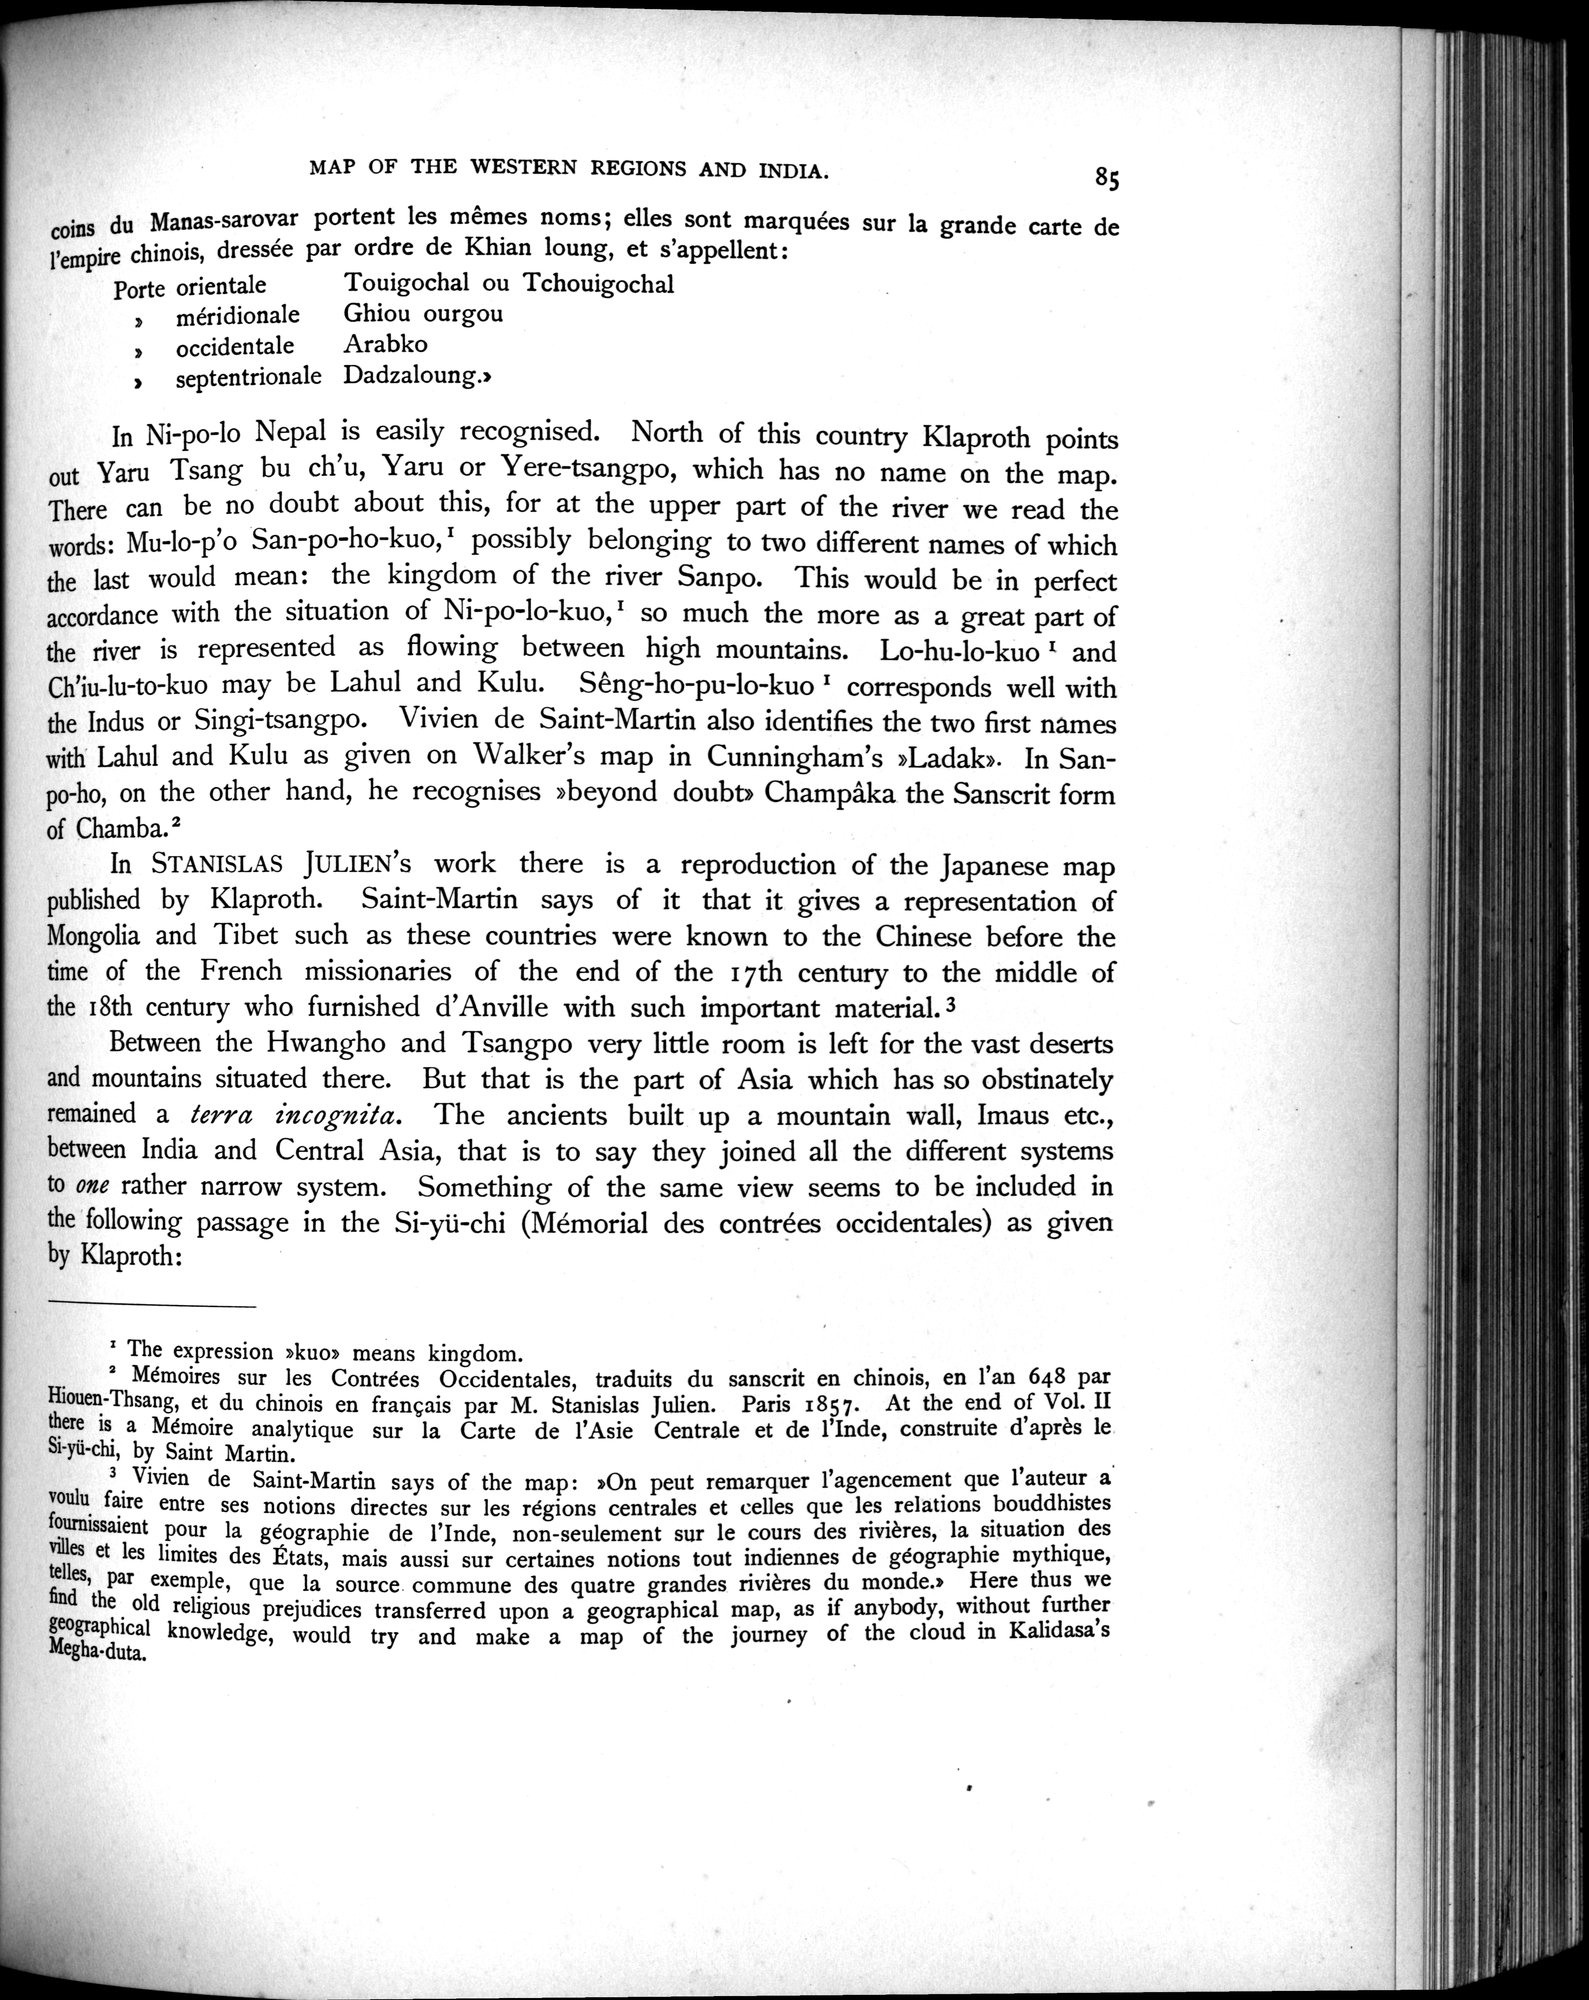 MAP OF THE WESTERN REGIONS AND INDIA. 85
coins du Manas-sarovar portent les mêmes noms; elles sont marquées sur la grande carte de
l'empire chinois, dressée par ordre de Khian loung, et s'appellent:
Porte orientale Touigochal ou Tchouigochal
» méridionale Ghiou ourgou
» occidentale Arabko
» septentrionale Dadzaloung.»
In Ni-po-lo Nepal is easily recognised. North of this country Klaproth points
out Yaru Tsang bu ch'u, Yaru or Yere-tsangpo, which has no name on the map.
There can be no doubt about this, for at the upper part of the river we read the
words: Mu-lo-p'o San-po-ho-kuo,¹ possibly belonging to two different names of which
the last would mean: the kingdom of the river Sanpo. This would be in perfect
accordance with the situation of Ni-po-lo-kuo,¹ so much the more as a great part of
the river is represented as flowing between high mountains. Lo-hu-lo-kuo ¹ and
Ch'iu-lu-to-kuo may be Lahul and Kulu. Sêng-ho-pu-lo-kuo ¹ corresponds well with
the Indus or Singi-tsangpo. Vivien de Saint-Martin also identifies the two first names
with Lahul and Kulu as given on Walker's map in Cunningham's »Ladak». In San-
po-ho, on the other hand, he recognises »beyond doubt» Champâka the Sanscrit form
of Chamba.²
In STANISLAS JULIEN's work there is a reproduction of the Japanese map
published by Klaproth. Saint-Martin says of it that it gives a representation of
Mongolia and Tibet such as these countries were known to the Chinese before the
time of the French missionaries of the end of the 17th century to the middle of
the 18th century who furnished d'Anville with such important material.³
Between the Hwangho and Tsangpo very little room is left for the vast deserts
and mountains situated there. But that is the part of Asia which has so obstinately
remained a terra incognita. The ancients built up a mountain wall, Imaus etc.,
between India and Central Asia, that is to say they joined all the different systems
to one rather narrow system. Something of the same view seems to be included in
the following passage in the Si-yü-chi (Mémorial des contrées occidentales) as given
by Klaproth:
¹ The expression »kuo» means kingdom.
² Mémoires sur les Contrées Occidentales, traduits du sanscrit en chinois, en l'an 648 par
Hiouen-Thsang, et du chinois en français par M. Stanislas Julien. Paris 1857. At the end of Vol. II
there is a Mémoire analytique sur la Carte de l'Asie Centrale et de l'Inde, construite d'après le
Si-yü-chi, by Saint Martin.
³ Vivien de Saint-Martin says of the map: »On peut remarquer l'agencement que l'auteur a
voulu faire entre ses notions directes sur les régions centrales et celles que les relations bouddhistes
fournissaient pour la géographie de l'Inde, non-seulement sur le cours des rivières, la situation des
villes et les limites des États, mais aussi sur certaines notions tout indiennes de géographie mythique,
telles, par exemple, que la source commune des quatre grandes rivières du monde.» Here thus we
find the old religious prejudices transferred upon a geographical map, as if anybody, without further
geographical knowledge, would try and make a map of the journey of the cloud in Kalidasa's
Megha-duta.